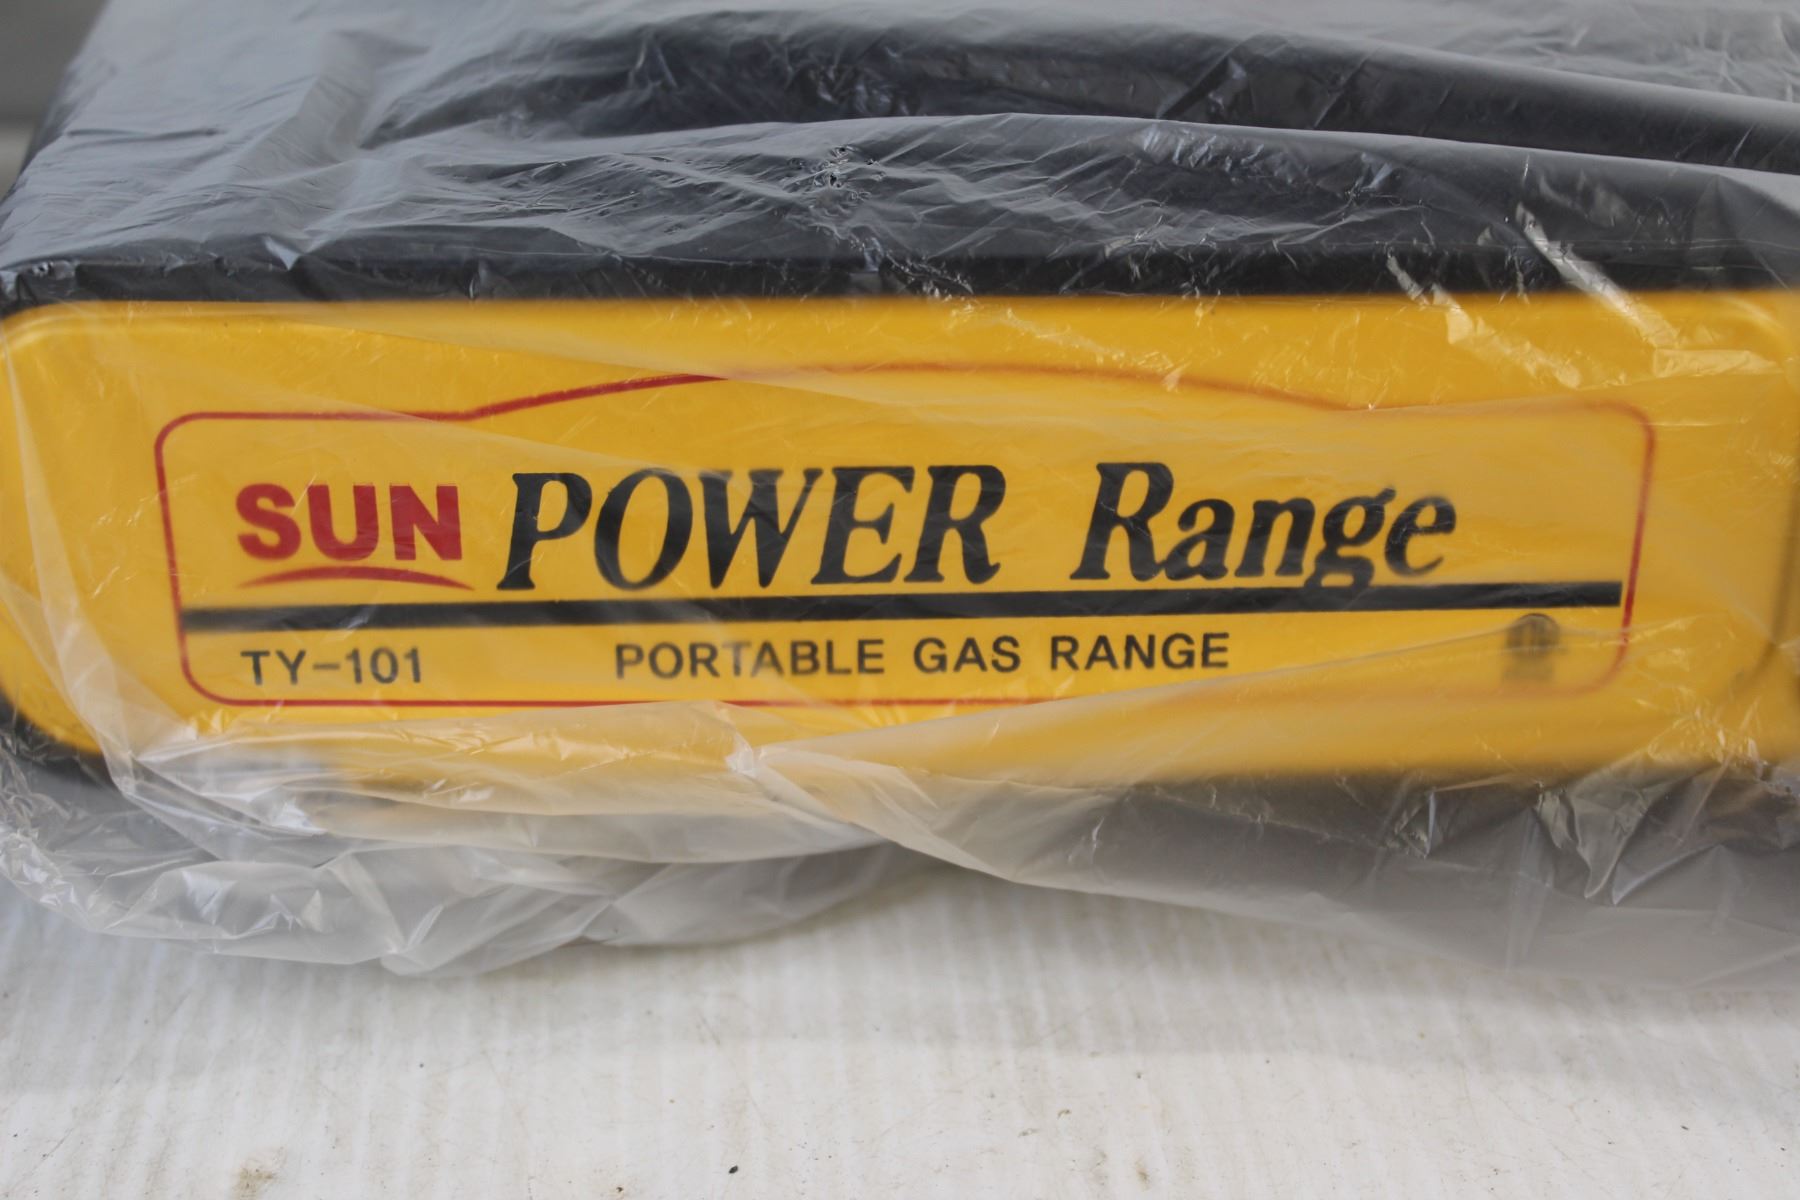 SUN POWER Range
TY-101 PORTABLE GAS RANGE